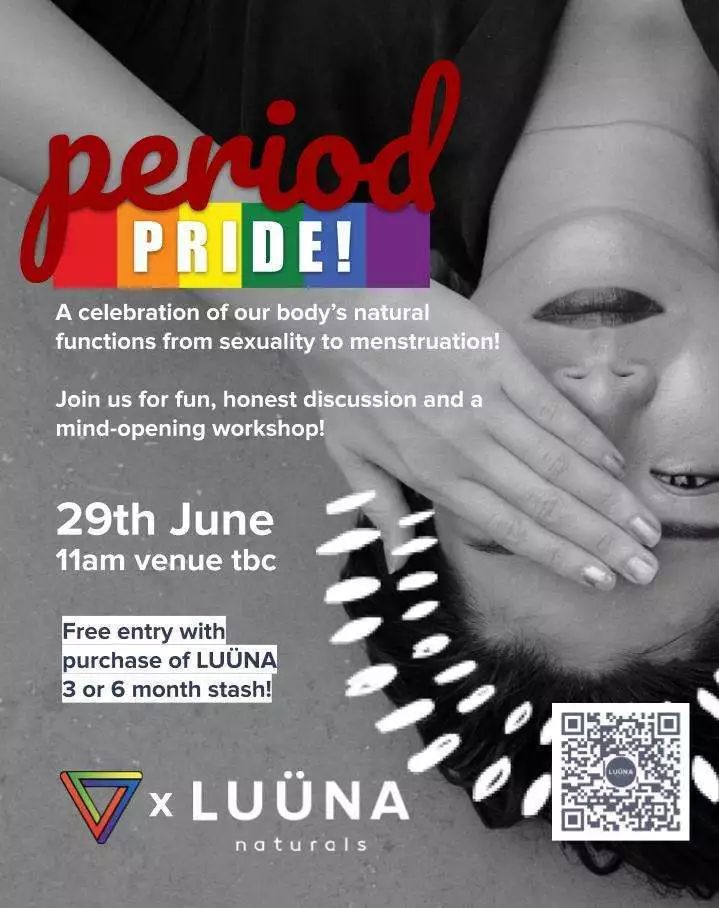 period
PRIDE!
A celebration of our body's natural
functions from sexuality to menstruation!
Join us for fun, honest discussion and a
mind-opening workshop!
29th June
11am venue tbc
Free entry with
purchase of LUÜNA
3 or 6 month stash!
x LUÜNA
naturals
LUÜNA